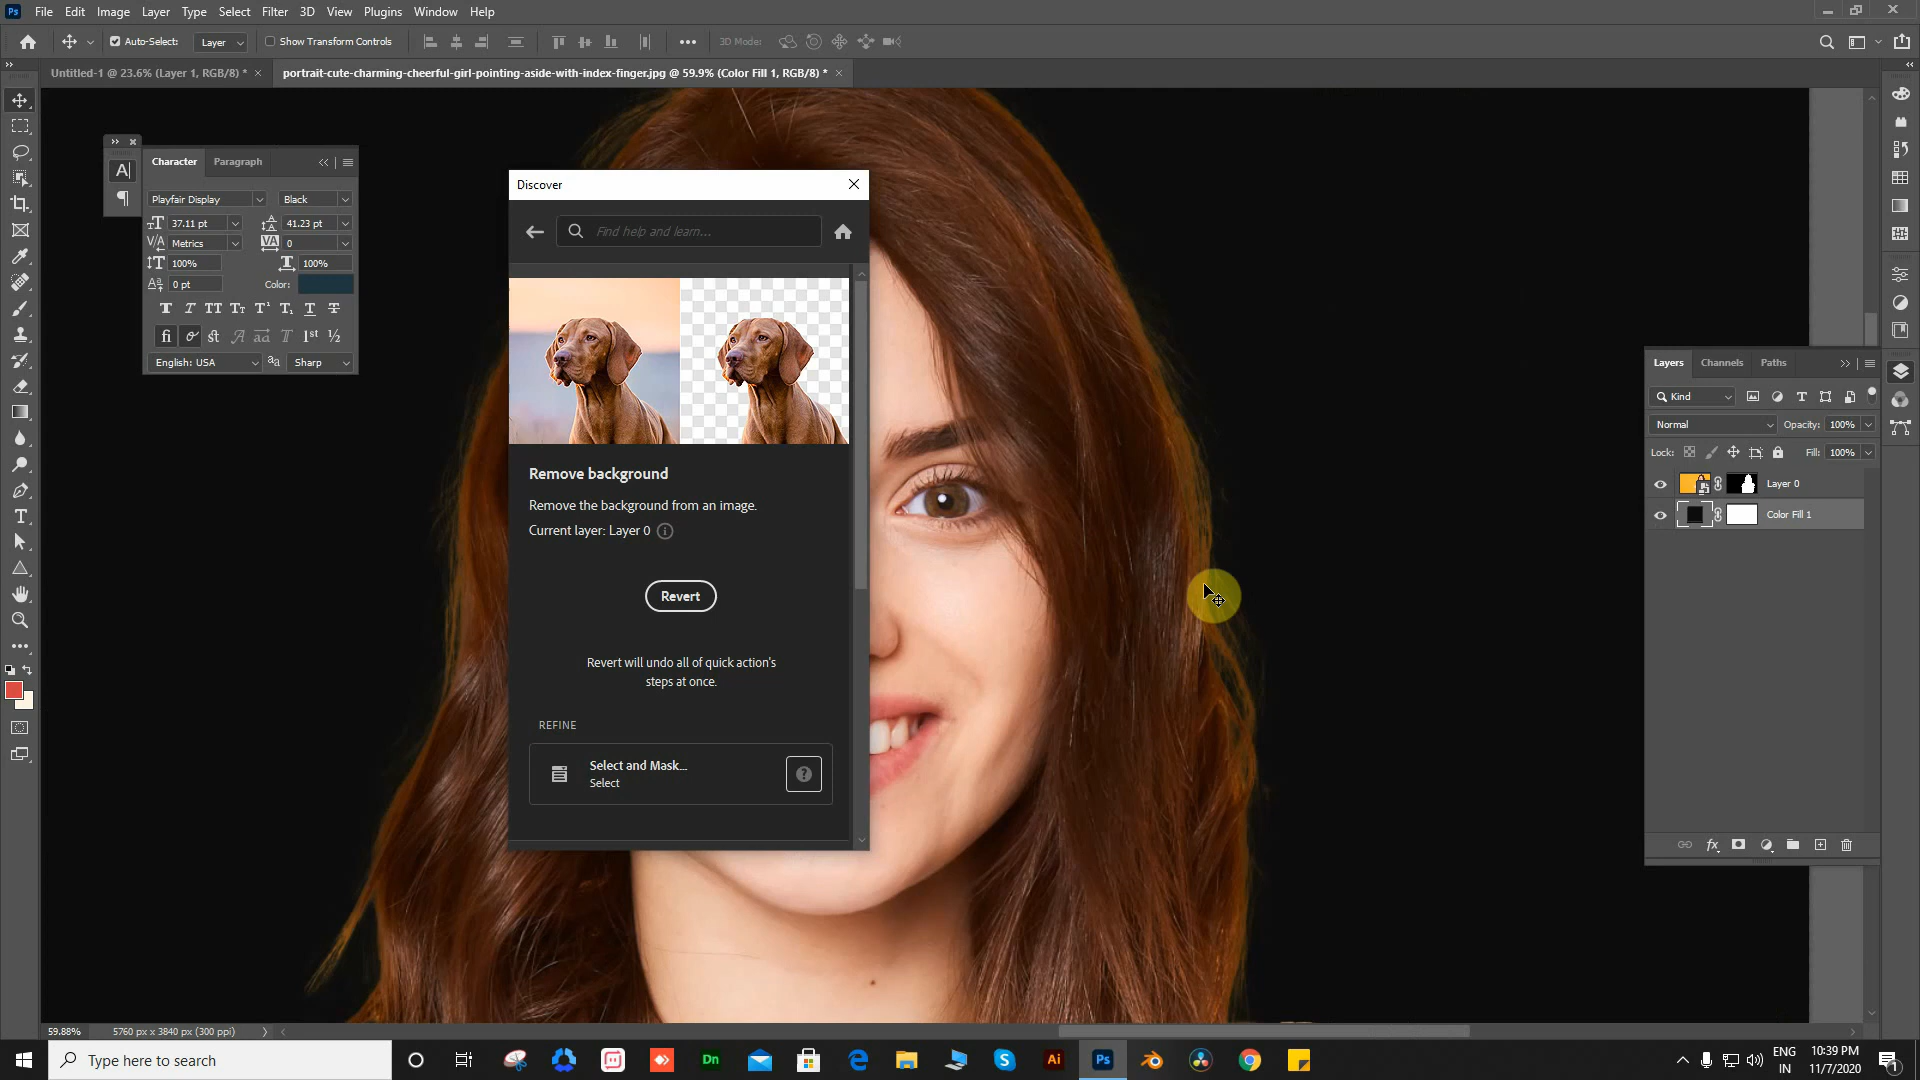 Ps File Edit Image Layer Type Select Filter 3D View Plugins Window Help
Auto-Select: Layer Show Transform Controls 3D Mode:
Untitled-1 @ 23.6% (Layer 1, RGB/8) *
portrait-cute-charming-cheerful-girl-pointing-aside-with-index-finger.jpg @ 59.9% (Color Fill 1, RGB/8) *
Character Paragraph
Playfair Display Black
37.11 pt 41.23 pt
Metrics 0
100% 100%
0 pt Color:
English: USA Sharp
Discover
Find help and learn...
Remove background
Remove the background from an image.
Current layer: Layer 0
Revert
Revert will undo all of quick action's
steps at once.
REFINE
Select and Mask...
Select
Layers Channels Paths
Kind
Normal Opacity: 100%
Lock: Fill: 100%
Layer 0
Color Fill 1
59.88% 5760 px x 3840 px (300 ppi)
Type here to search
Dn
Ai
Ps
ENG
IN
10:39 PM
11/7/2020
1